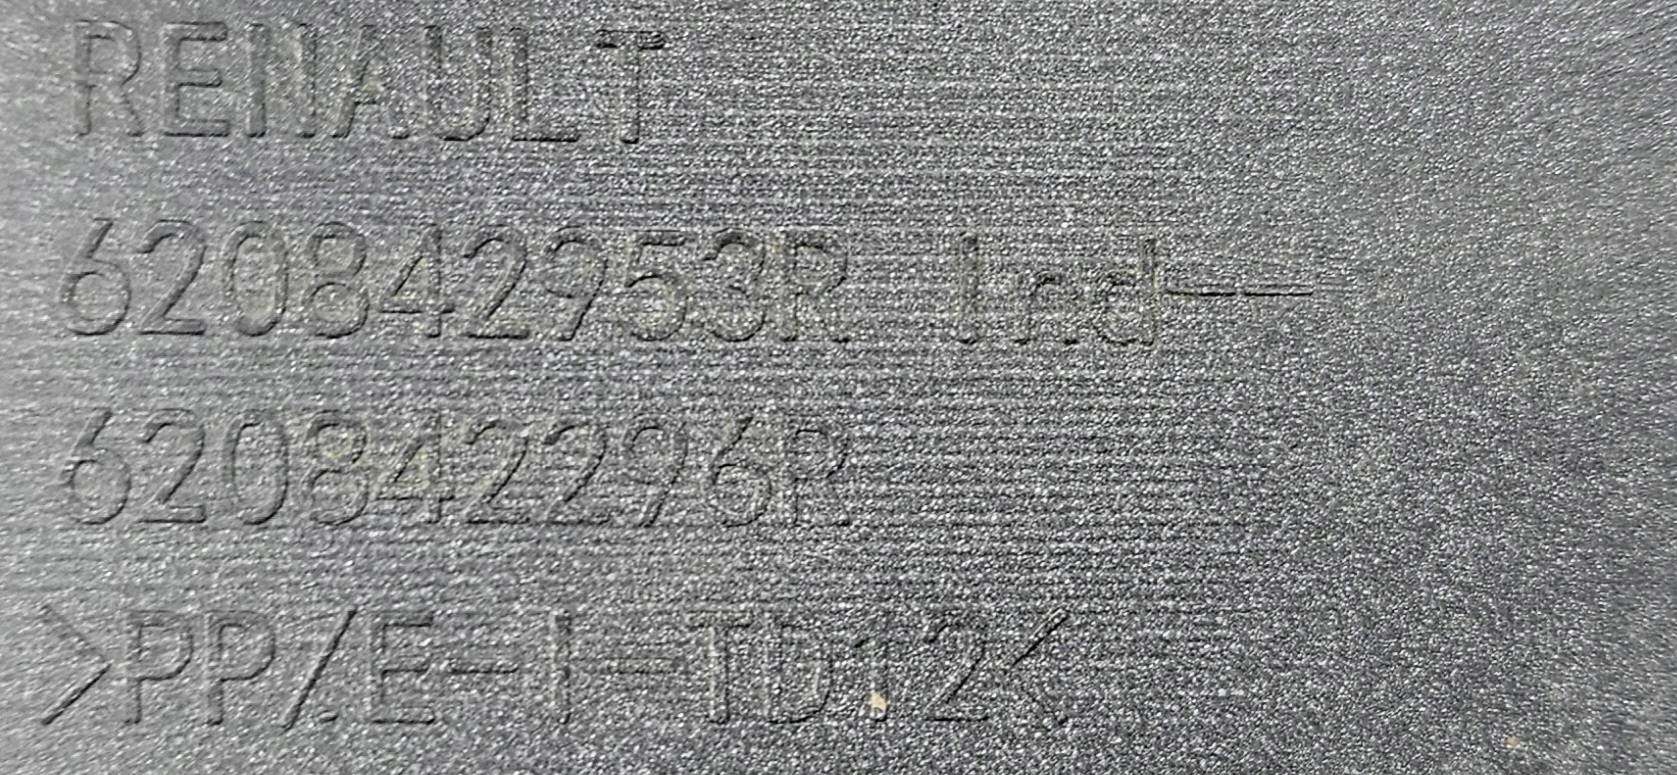 RENAULT
620842953R Ind--
620842296R
>PP/E-I-TD12<